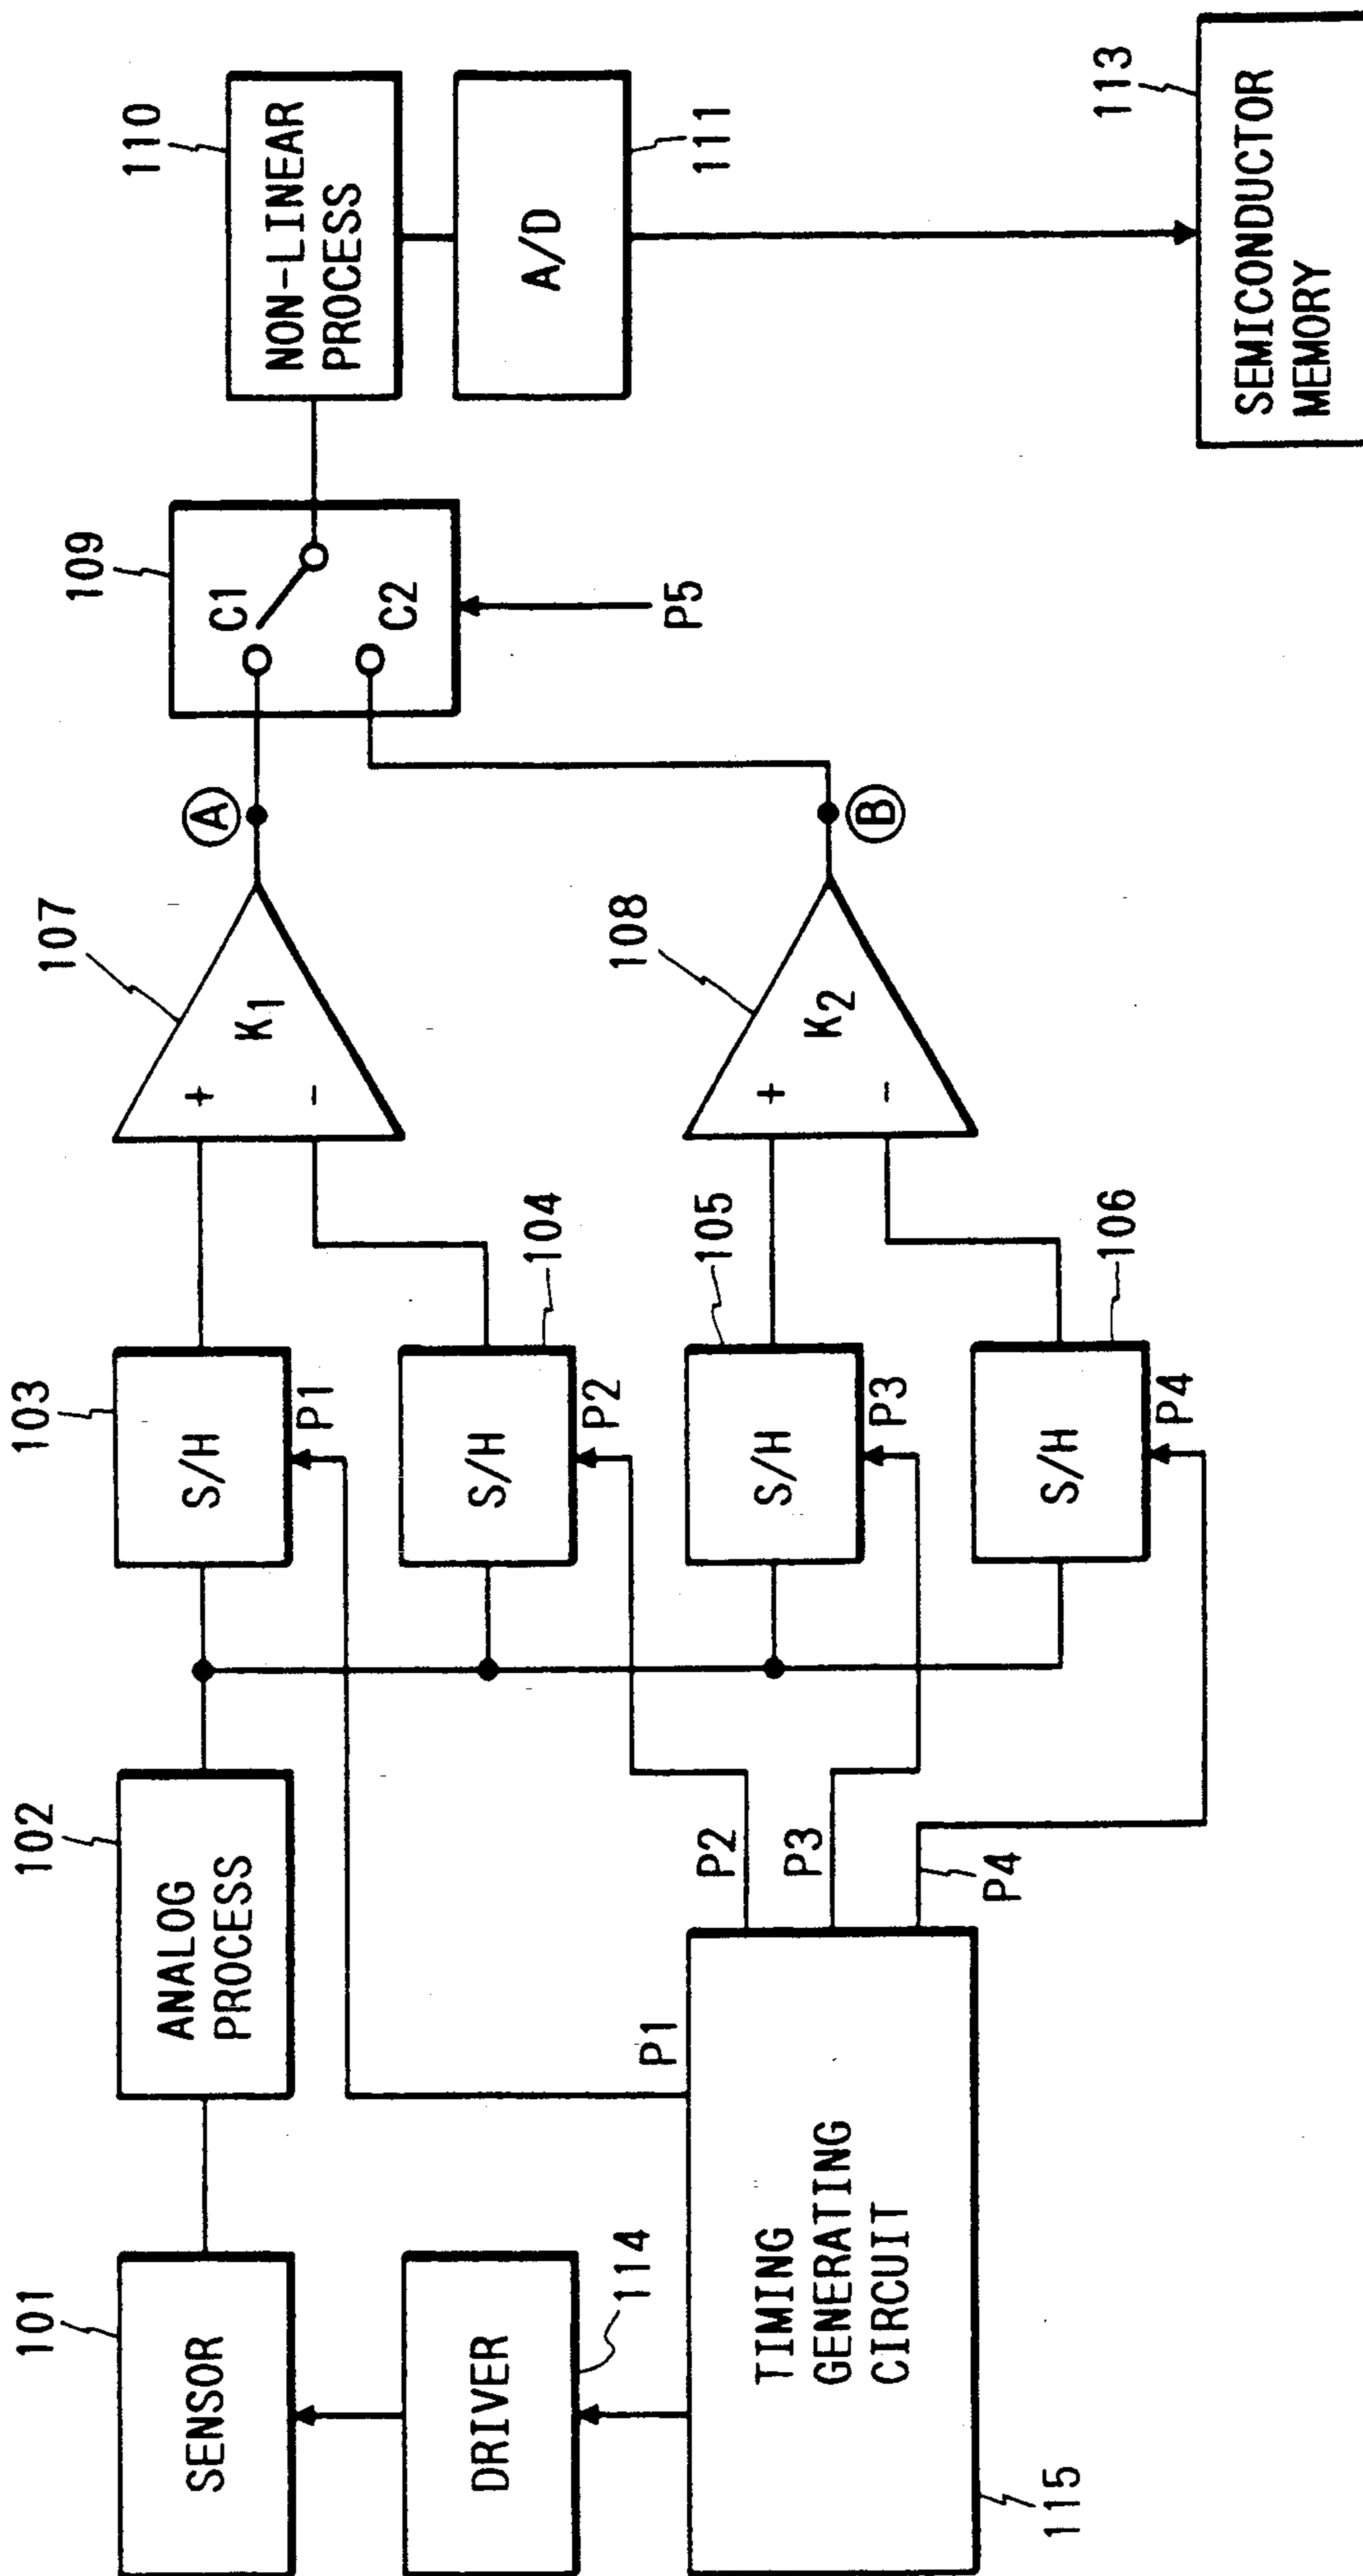 101
SENSOR
102
ANALOG
PROCESS
103
S/H
P1
107
+
-
K1
A
109
C1
C2
P5
110
NON-LINEAR
PROCESS
111
A/D
104
S/H
P2
105
S/H
P3
106
S/H
P4
108
+
-
K2
B
113
SEMICONDUCTOR
MEMORY
114
DRIVER
115
TIMING
GENERATING
CIRCUIT
P1
P2
P3
P4